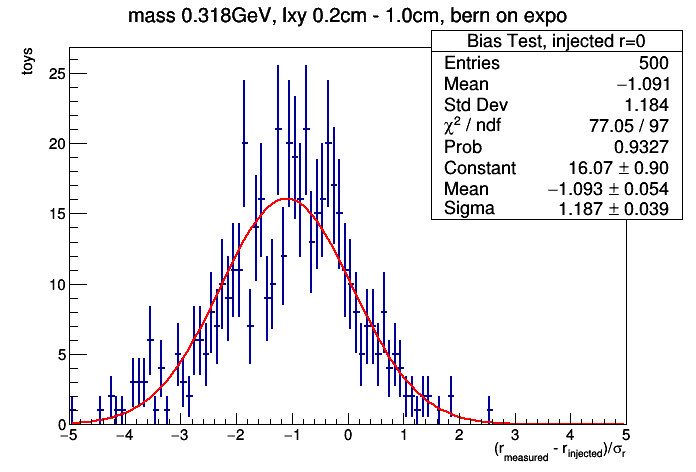 mass 0.318GeV, lxy 0.2cm - 1.0cm, bern on expo
toys
Bias Test, injected r=0
Entries 500
Mean −1.091
Std Dev 1.184
χ² / ndf 77.05 / 97
Prob 0.9327
Constant 16.07 ± 0.90
Mean −1.093 ± 0.054
Sigma 1.187 ± 0.039
25
20
15
10
5
0
−5 −4 −3 −2 −1 0 1 2 3 4 5
(r_measured - r_injected)/σ_r